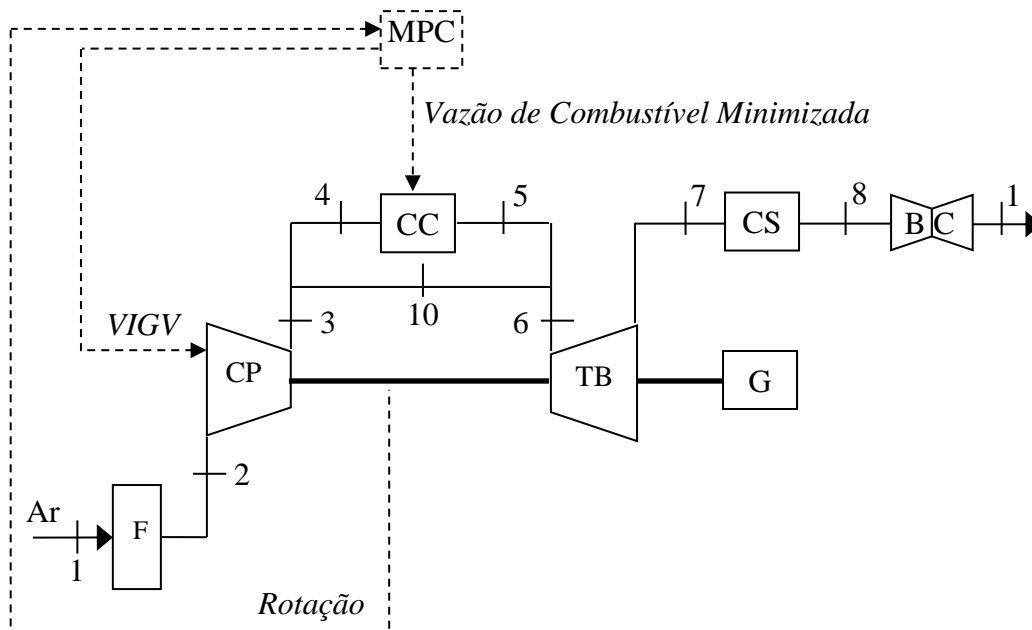 MPC
Vazão de Combustível Minimizada
4
5
7
8
1
CC
CS
B C
10
VIGV
3
6
CP
TB
G
2
Ar
F
1
Rotação